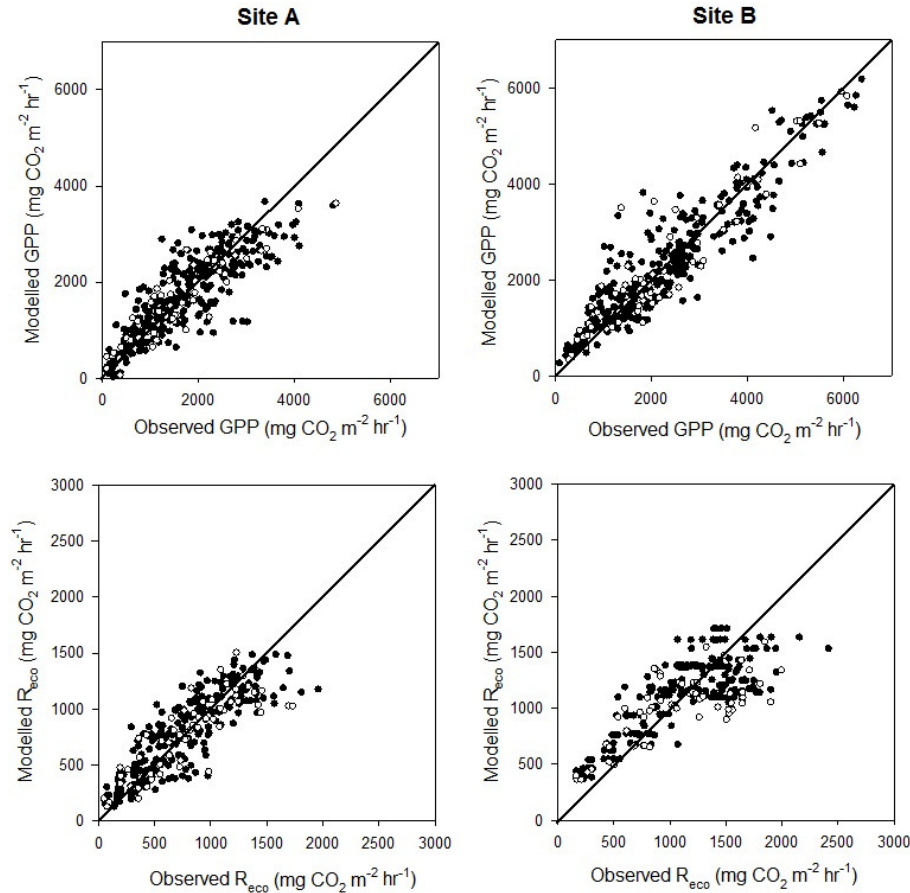 Site A
Site B
Modelled GPP (mg CO₂ m⁻² hr⁻¹)
6000
4000
2000
0
0 2000 4000 6000
Observed GPP (mg CO₂ m⁻² hr⁻¹)
Modelled GPP (mg CO₂ m⁻² hr⁻¹)
6000
4000
2000
0
0 2000 4000 6000
Observed GPP (mg CO₂ m⁻² hr⁻¹)
Modelled Reco (mg CO₂ m⁻² hr⁻¹)
3000
2500
2000
1500
1000
500
0
0 500 1000 1500 2000 2500 3000
Observed Reco (mg CO₂ m⁻² hr⁻¹)
Modelled Reco (mg CO₂ m⁻² hr⁻¹)
3000
2500
2000
1500
1000
500
0
0 500 1000 1500 2000 2500 3000
Observed Reco (mg CO₂ m⁻² hr⁻¹)